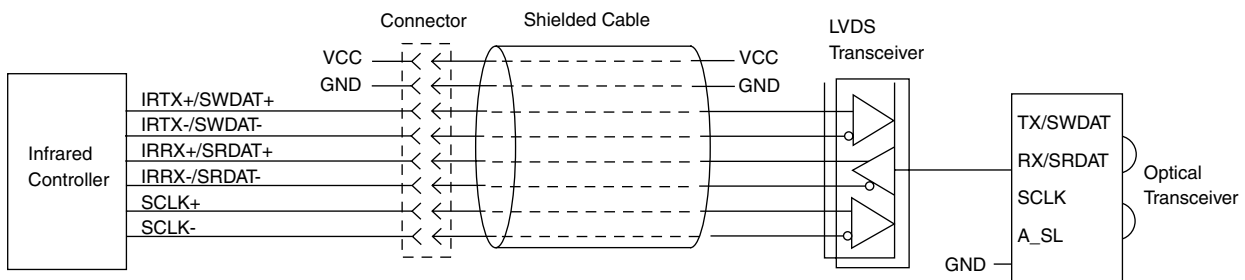 Connector
Shielded Cable
LVDS
Transceiver
VCC
VCC
GND
GND
IRTX+/SWDAT+
IRTX-/SWDAT-
IRRX+/SRDAT+
IRRX-/SRDAT-
SCLK+
SCLK-
Infrared
Controller
TX/SWDAT
RX/SRDAT
SCLK
A_SL
GND
Optical
Transceiver